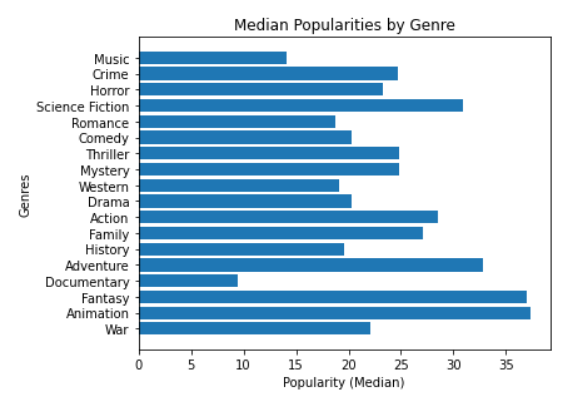 Median Popularities by Genre
Music
Crime
Horror
Science Fiction
Romance
Comedy
Thriller
Mystery
Western
Drama
Action
Family
History
Adventure
Documentary
Fantasy
Animation
War
Genres
0 5 10 15 20 25 30 35
Popularity (Median)